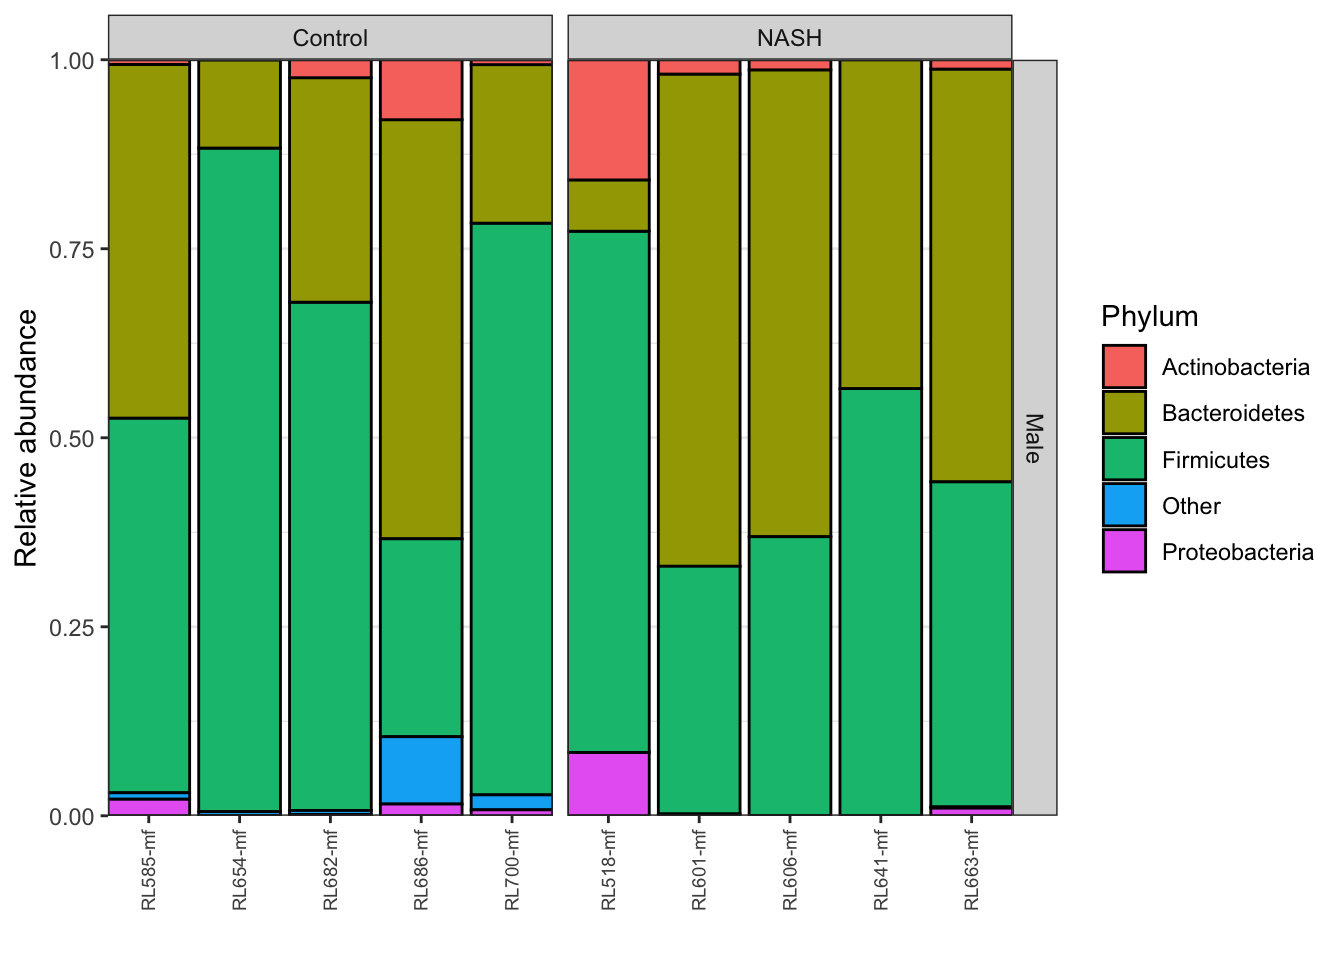 Control
NASH
Male
Relative abundance
1.00
0.75
0.50
0.25
0.00
RL585-mf
RL654-mf
RL682-mf
RL686-mf
RL700-mf
RL518-mf
RL601-mf
RL606-mf
RL641-mf
RL663-mf
Phylum
Actinobacteria
Bacteroidetes
Firmicutes
Other
Proteobacteria